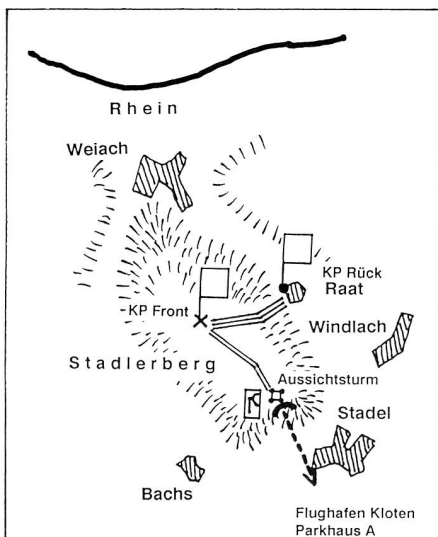 Rhein
Weiach
KP Rück
Raat
-KP Front
Windlach
Stadlerberg
Aussichtsturm
Stadel
Bachs
Flughafen Kloten
Parkhaus A